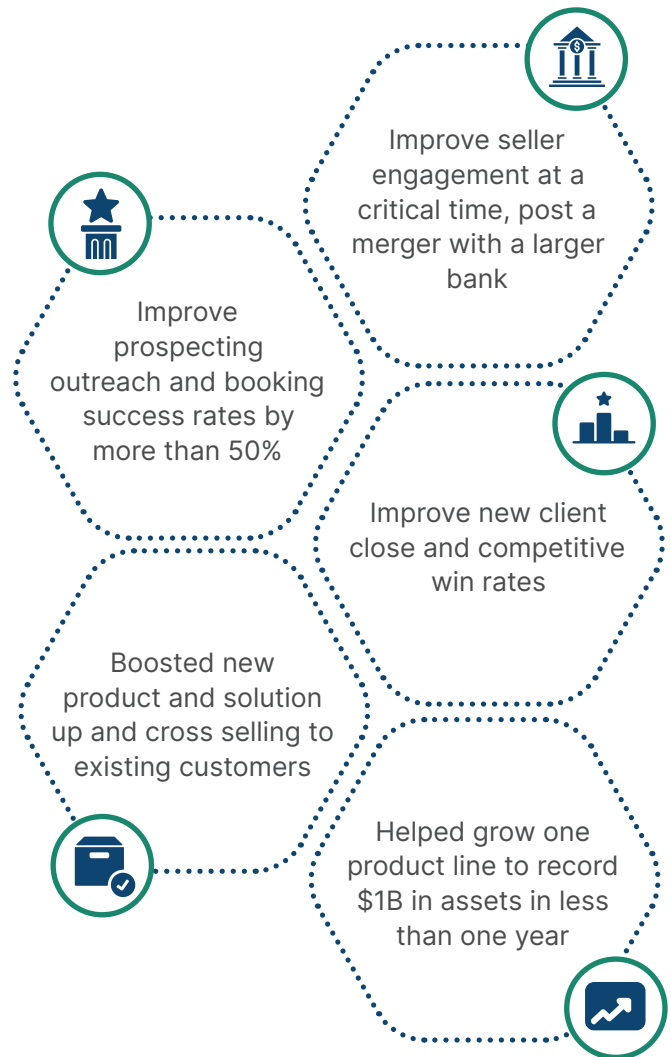 Improve seller
engagement at a
critical time, post a
merger with a larger
bank
Improve
prospecting
outreach and booking
success rates by
more than 50%
Improve new client
close and competitive
win rates
Boosted new
product and solution
up and cross selling to
existing customers
Helped grow one
product line to record
$1B in assets in less
than one year